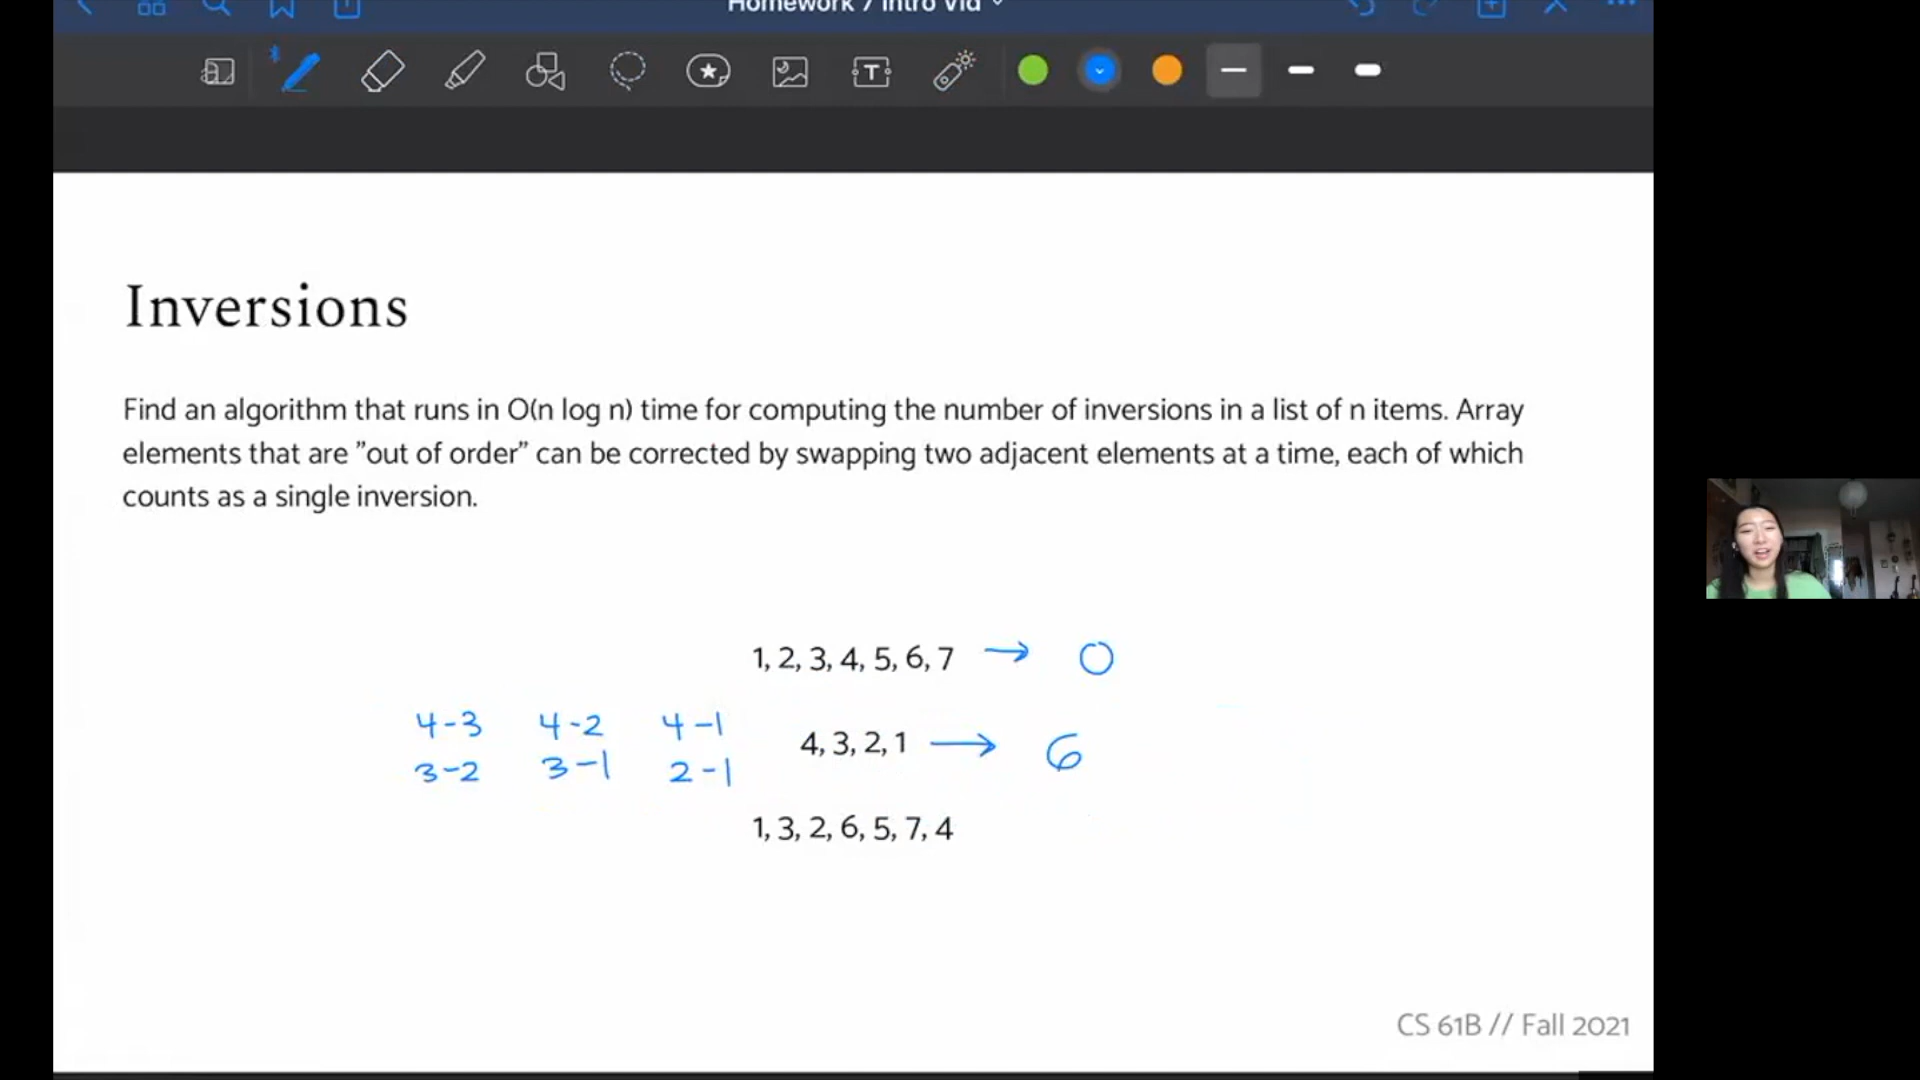 Homework 7 Intro Vid
T
Inversions
Find an algorithm that runs in O(n log n) time for computing the number of inversions in a list of n items. Array
elements that are ”out of order” can be corrected by swapping two adjacent elements at a time, each of which
counts as a single inversion.
1, 2, 3, 4, 5, 6, 7 → 0
4-3 4-2 4-1
4, 3, 2, 1 → 6
3-2 3-1 2-1
1, 3, 2, 6, 5, 7, 4
CS 61B // Fall 2021